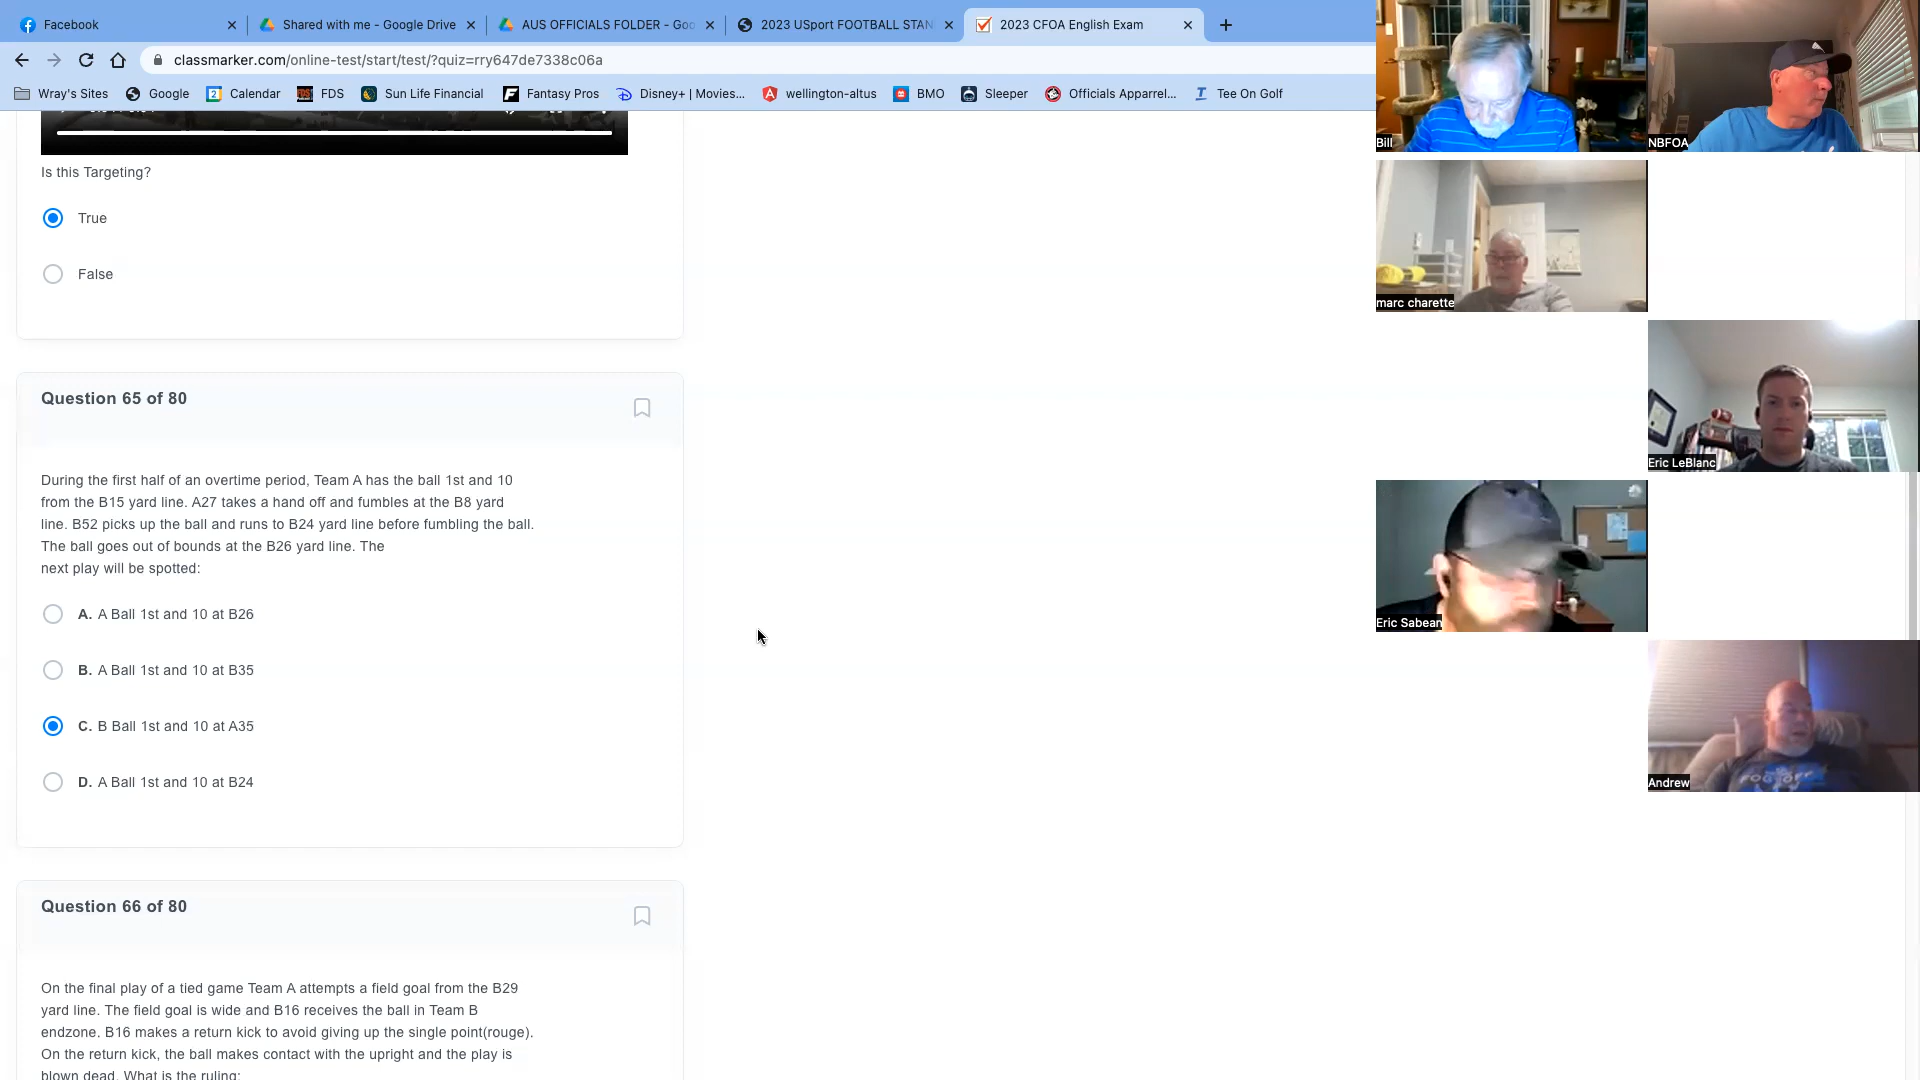 Facebook
Shared with me - Google Drive
AUS OFFICIALS FOLDER - Goo
2023 USport FOOTBALL STAN
2023 CFOA English Exam
classmarker.com/online-test/start/test/?quiz=rry647de7338c06a
Wray's Sites
Google
Calendar
FDS
Sun Life Financial
Fantasy Pros
Disney+ | Movies...
wellington-altus
BMO
Sleeper
Officials Apparrel...
Tee On Golf
Is this Targeting?
True
False
Question 65 of 80
During the first half of an overtime period, Team A has the ball 1st and 10
from the B15 yard line. A27 takes a hand off and fumbles at the B8 yard
line. B52 picks up the ball and runs to B24 yard line before fumbling the ball.
The ball goes out of bounds at the B26 yard line. The
next play will be spotted:
A. A Ball 1st and 10 at B26
B. A Ball 1st and 10 at B35
C. B Ball 1st and 10 at A35
D. A Ball 1st and 10 at B24
Question 66 of 80
On the final play of a tied game Team A attempts a field goal from the B29
yard line. The field goal is wide and B16 receives the ball in Team B
endzone. B16 makes a return kick to avoid giving up the single point(rouge).
On the return kick, the ball makes contact with the upright and the play is
blown dead. What is the ruling:
Bill
NBFOA
marc charette
Eric LeBlanc
Eric Sabean
Andrew